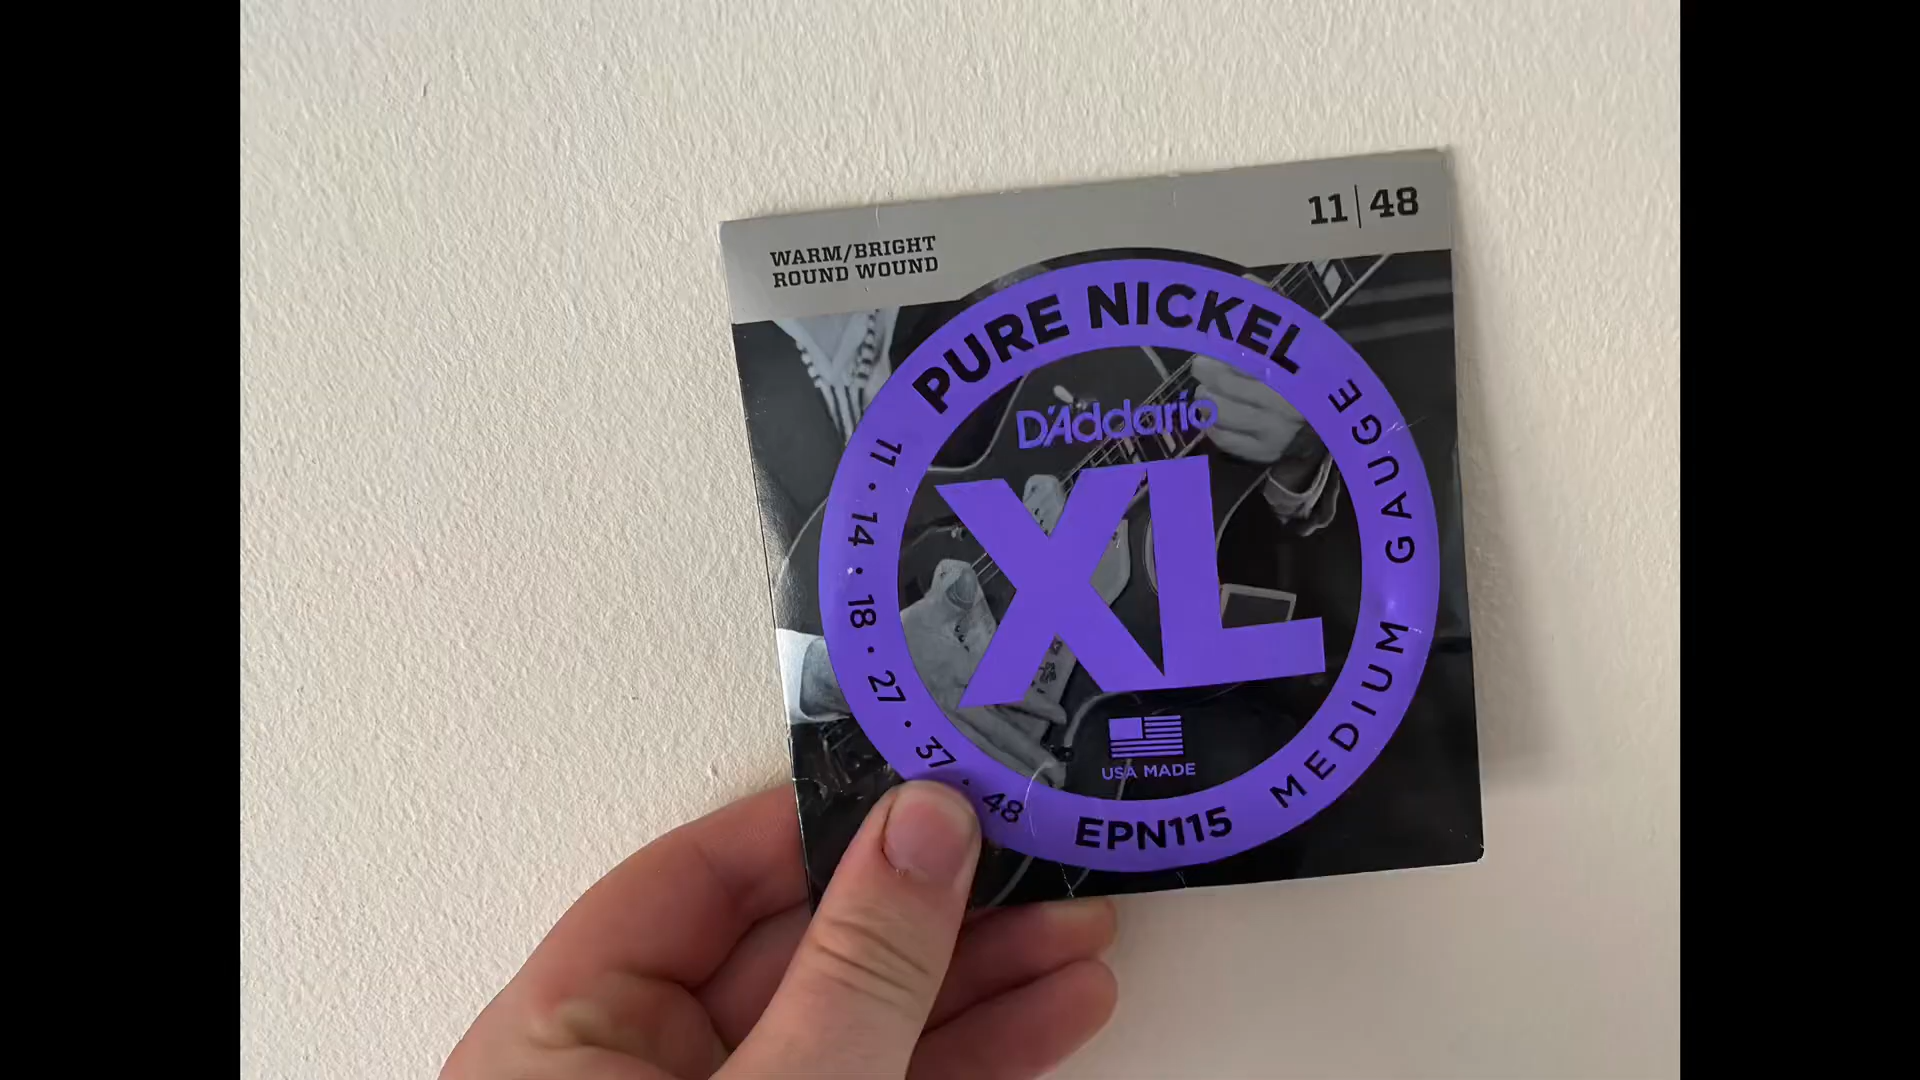 WARM/BRIGHT
ROUND WOUND
11|48
PURE NICKEL
D'Addario
XL
USA MADE
11 • 14 • 18 • 27 • 37 • 48
EPN115
MEDIUM GAUGE